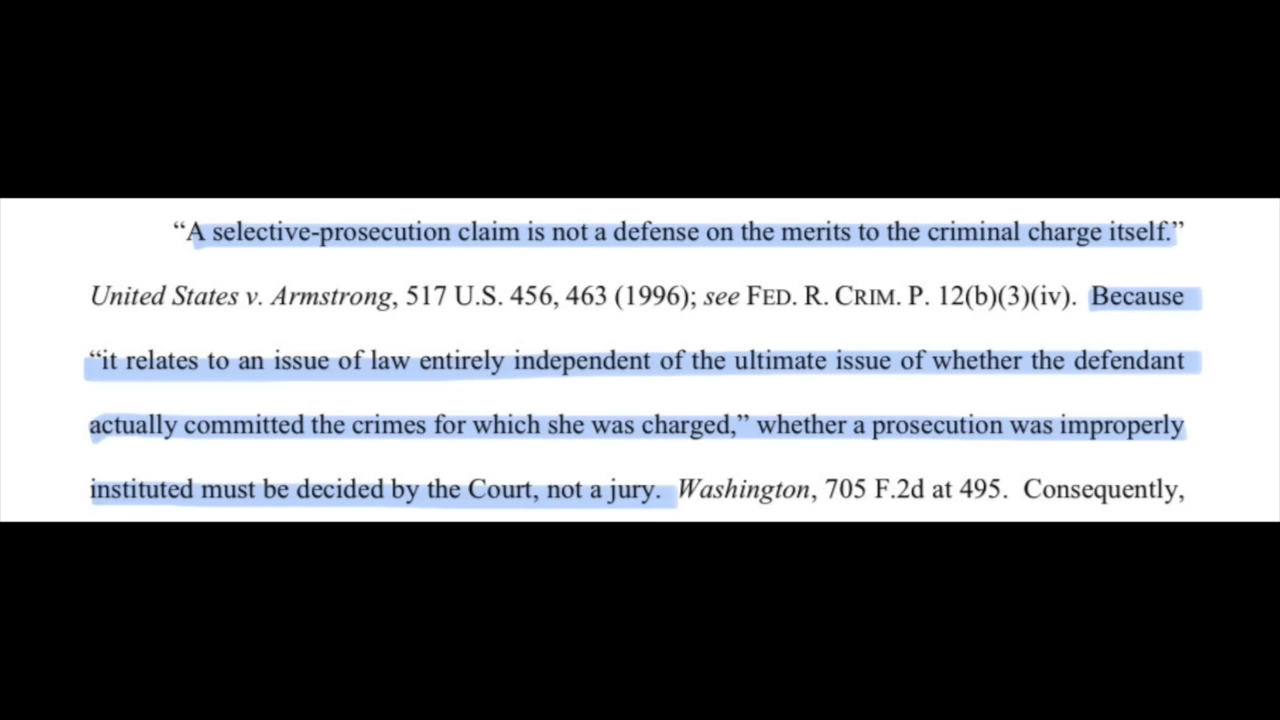 “A selective-prosecution claim is not a defense on the merits to the criminal charge itself.”
United States v. Armstrong, 517 U.S. 456, 463 (1996); see FED. R. CRIM. P. 12(b)(3)(iv). Because
“it relates to an issue of law entirely independent of the ultimate issue of whether the defendant
actually committed the crimes for which she was charged,” whether a prosecution was improperly
instituted must be decided by the Court, not a jury. Washington, 705 F.2d at 495. Consequently,